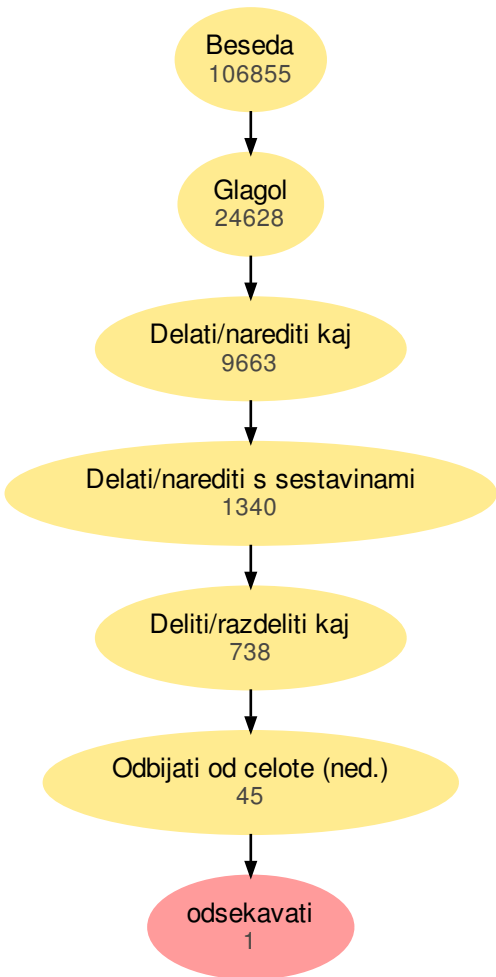 Beseda
106855
Glagol
24628
Delati/narediti kaj
9663
Delati/narediti s sestavinami
1340
Deliti/razdeliti kaj
738
Odbijati od celote (ned.)
45
odsekavati
1